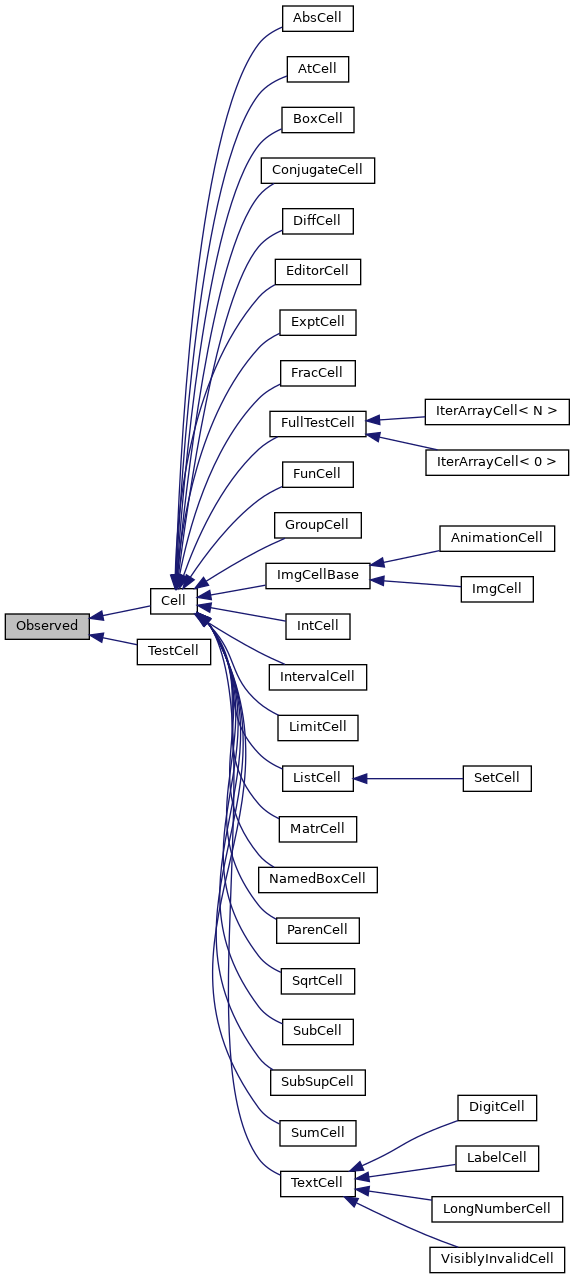 AbsCell
AtCell
BoxCell
ConjugateCell
DiffCell
EditorCell
ExptCell
FracCell
IterArrayCell< N >
FullTestCell
IterArrayCell< 0 >
FunCell
GroupCell
AnimationCell
ImgCellBase
ImgCell
Cell
Observed
IntCell
TestCell
IntervalCell
LimitCell
ListCell
SetCell
MatrCell
NamedBoxCell
ParenCell
SqrtCell
SubCell
SubSupCell
DigitCell
SumCell
LabelCell
TextCell
LongNumberCell
VisiblyInvalidCell